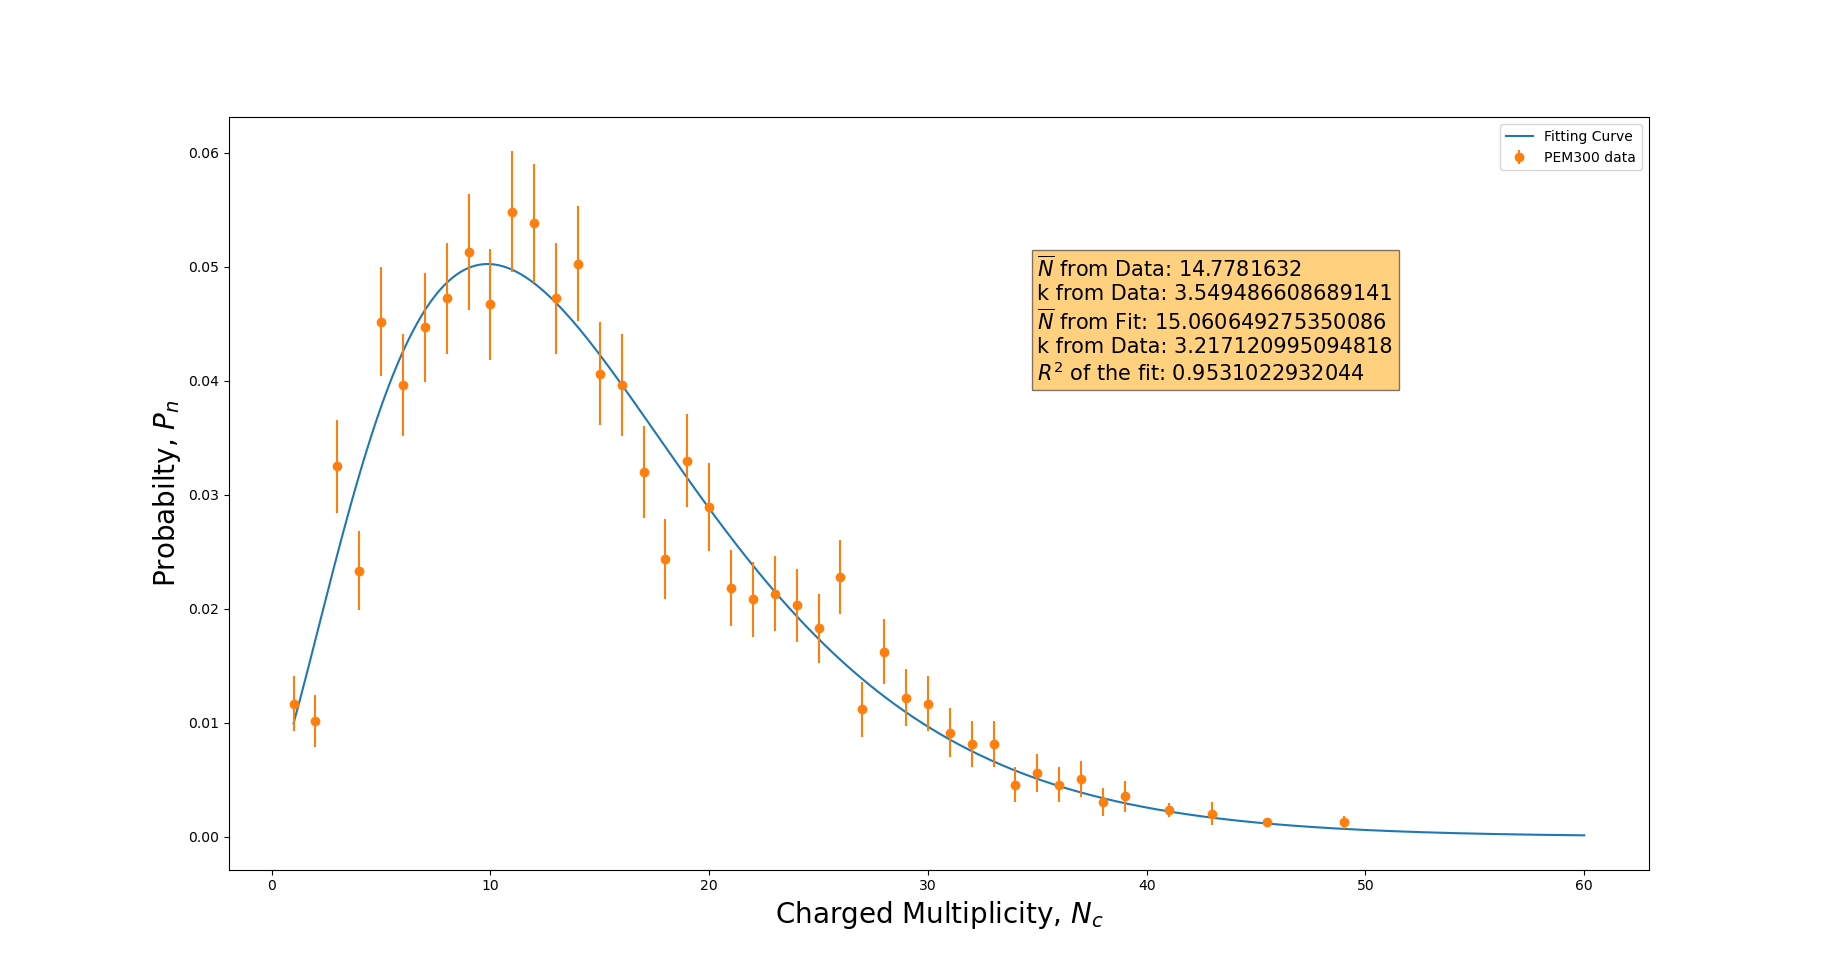 Fitting Curve
PEM300 data
N̅ from Data: 14.7781632
k from Data: 3.549486608689141
N̅ from Fit: 15.060649275350086
k from Data: 3.217120995094818
R² of the fit: 0.9531022932044
Probabilty, Pₙ
0.06
0.05
0.04
0.03
0.02
0.01
0.00
0 10 20 30 40 50 60
Charged Multiplicity, N_c